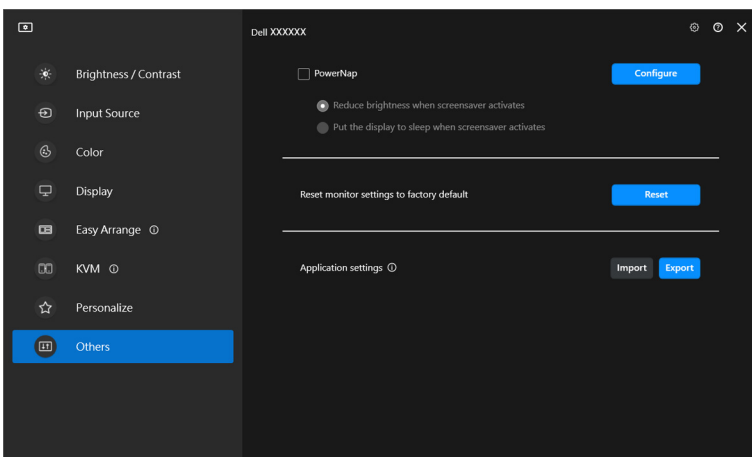 Dell XXXXXX
Brightness / Contrast
Input Source
Color
Display
Easy Arrange
KVM
Personalize
Others
PowerNap
Configure
Reduce brightness when screensaver activates
Put the display to sleep when screensaver activates
Reset monitor settings to factory default
Reset
Application settings
Import
Export